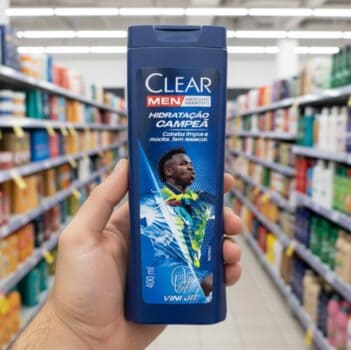 CLEAR
MEN
HIDRATAÇÃO
CAMPEÃ
Cabelos limpos e
macios. Sem ressecar.
400 ml
VINI JR.